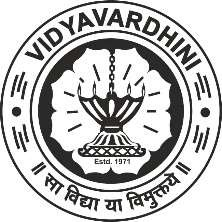 VIDYAVARDHINI
Estd. 1971
॥ सा विद्या या विमुक्तये ॥